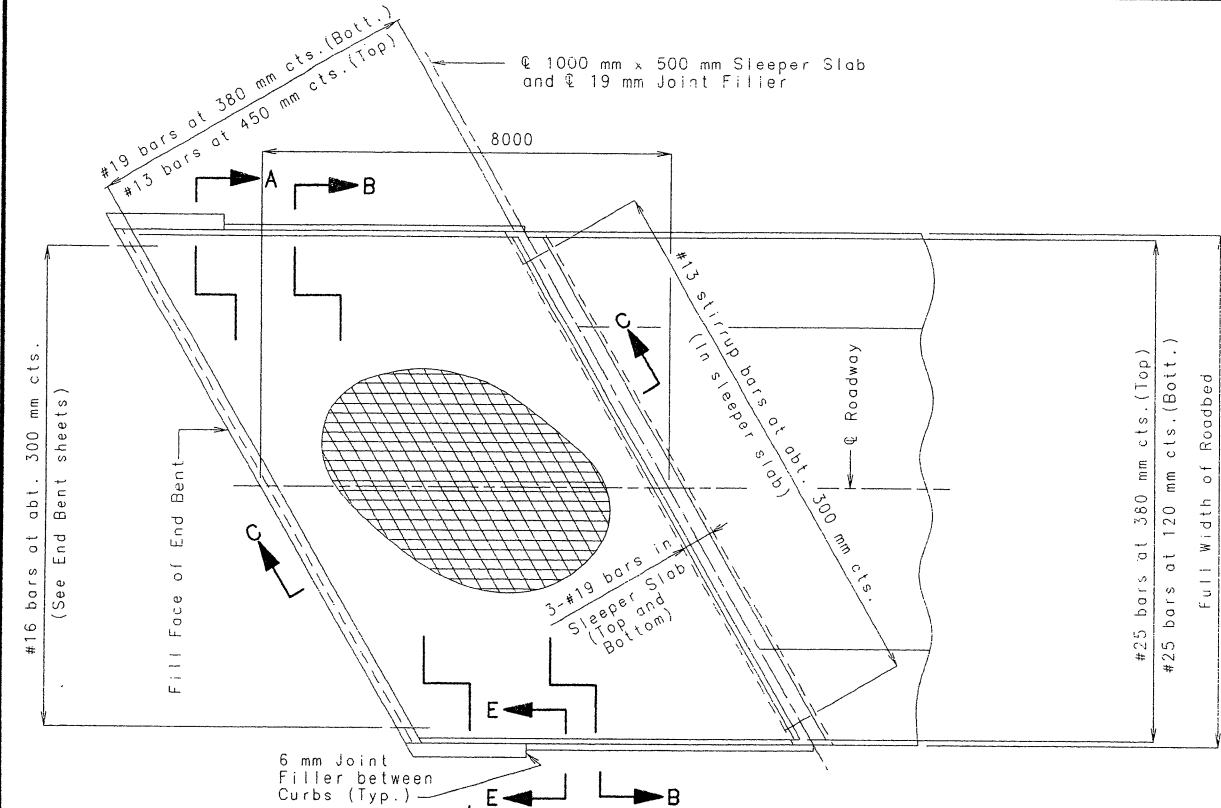 #19 bars at 380 mm cts.(Bott.)
#13 bars at 450 mm cts.(Top)
℄ 1000 mm x 500 mm Sleeper Slab
and ℄ 19 mm Joint Filler
8000
A
B
#13 stirrup bars at abt. 300 mm cts.
(In sleeper slab)
C
℄ Roadway
#16 bars at abt. 300 mm cts.
(See End Bent sheets)
Fill Face of End Bent
C
3-#19 bars in
Sleeper Slab
(Top and
Bottom)
#25 bars at 380 mm cts.(Top)
#25 bars at 120 mm cts.(Bott.)
Full Width of Roadbed
E
6 mm Joint
Filler between
Curbs (Typ.)
E
B